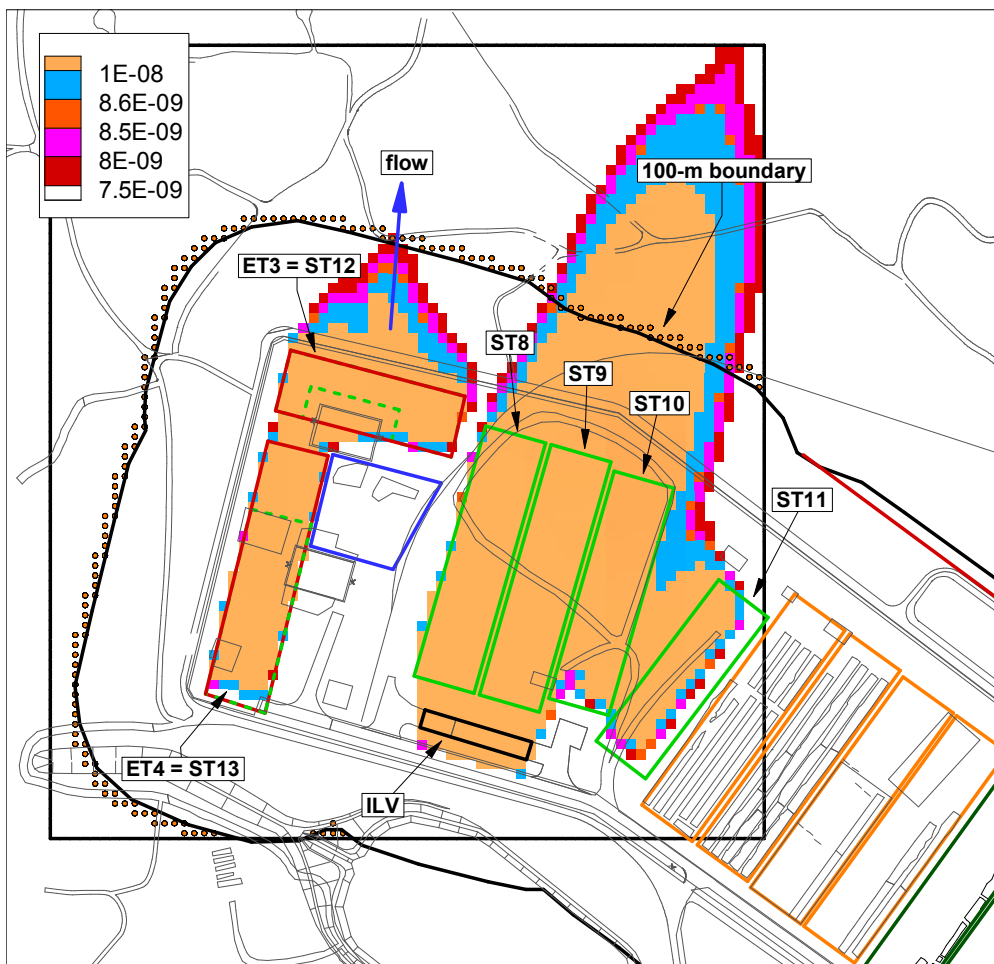 1E-08
8.6E-09
8.5E-09
8E-09
7.5E-09
flow
100-m boundary
ET3 = ST12
ST8
ST9
ST10
ST11
ET4 = ST13
ILV